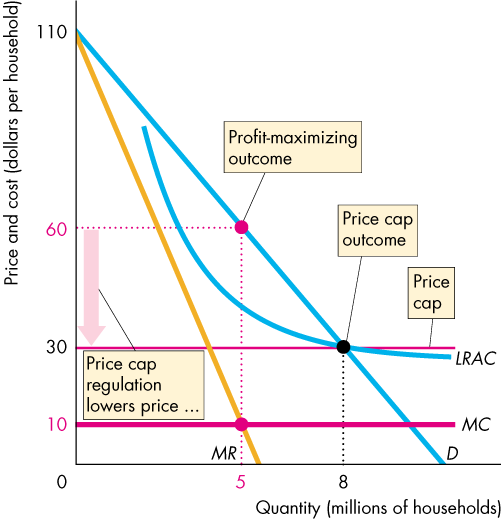 Price and cost (dollars per household)
110
Profit-maximizing
outcome
60
Price cap
outcome
Price
cap
30
LRAC
Price cap
regulation
lowers price ...
10
MC
MR
D
0
5
8
Quantity (millions of households)